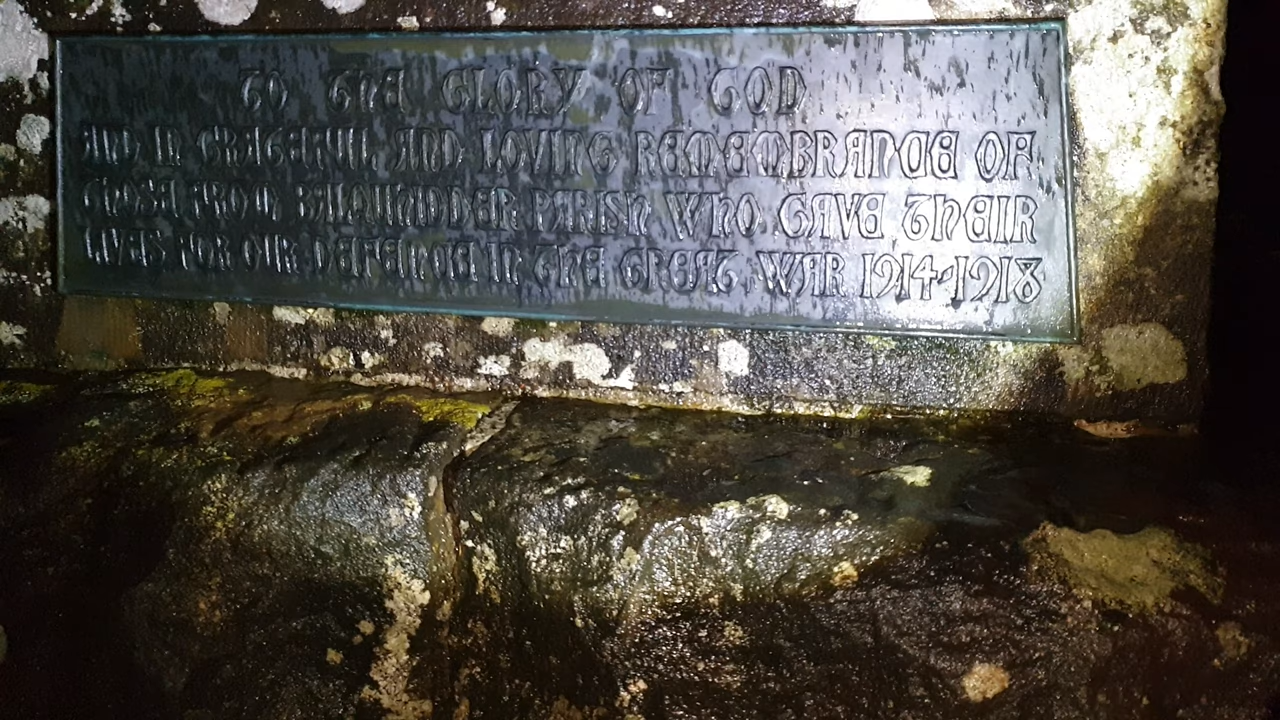 TO THE GLORY OF GOD
AND IN GRATEFUL AND LOVING REMEMBRANCE OF
THOSE FROM BALQUHIDDER PARISH WHO GAVE THEIR
LIVES FOR OUR DEFENCE IN THE GREAT WAR 1914-1918